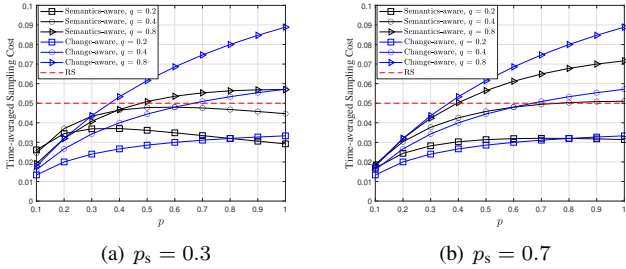 Time-averaged Sampling Cost
0.1
0.09
0.08
0.07
0.06
0.05
0.04
0.03
0.02
0.01
0
Semantics-aware, q = 0.2
Semantics-aware, q = 0.4
Semantics-aware, q = 0.8
Change-aware, q = 0.2
Change-aware, q = 0.4
Change-aware, q = 0.8
RS
0.1 0.2 0.3 0.4 0.5 0.6 0.7 0.8 0.9 1
p
(a) pₛ = 0.3
Time-averaged Sampling Cost
0.1
0.09
0.08
0.07
0.06
0.05
0.04
0.03
0.02
0.01
0
Semantics-aware, q = 0.2
Semantics-aware, q = 0.4
Semantics-aware, q = 0.8
Change-aware, q = 0.2
Change-aware, q = 0.4
Change-aware, q = 0.8
RS
0.1 0.2 0.3 0.4 0.5 0.6 0.7 0.8 0.9 1
p
(b) pₛ = 0.7